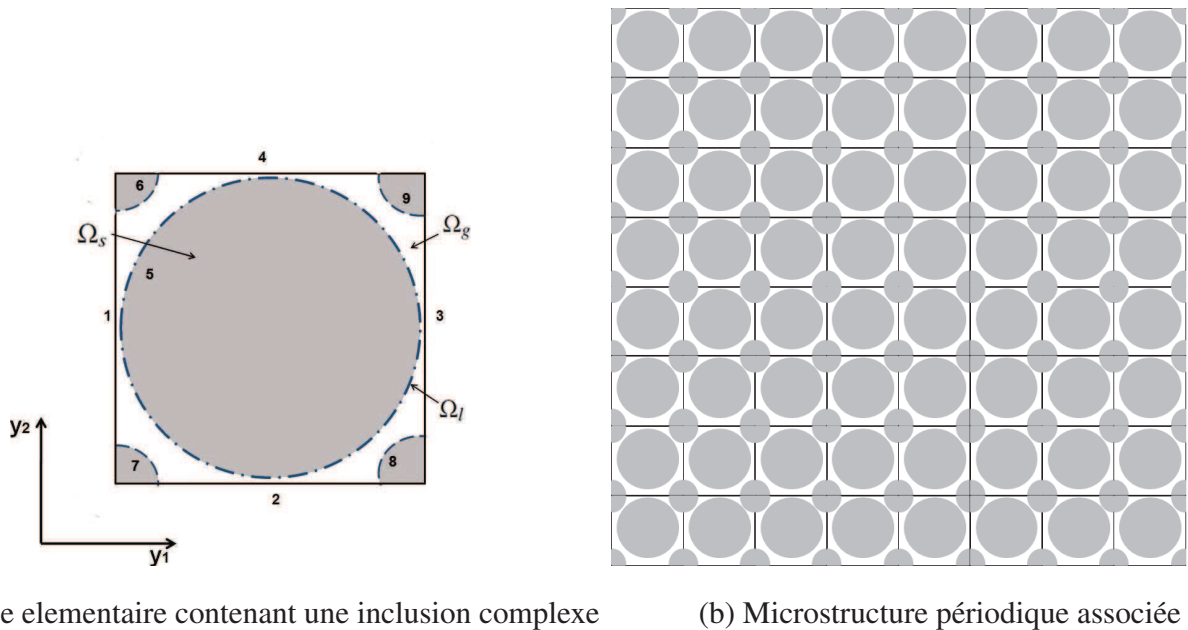 4
6
9
Ωg
Ωs
5
1
3
Ωl
y2
7
8
2
y1
e elementaire contenant une inclusion complexe
(b) Microstructure périodique associée